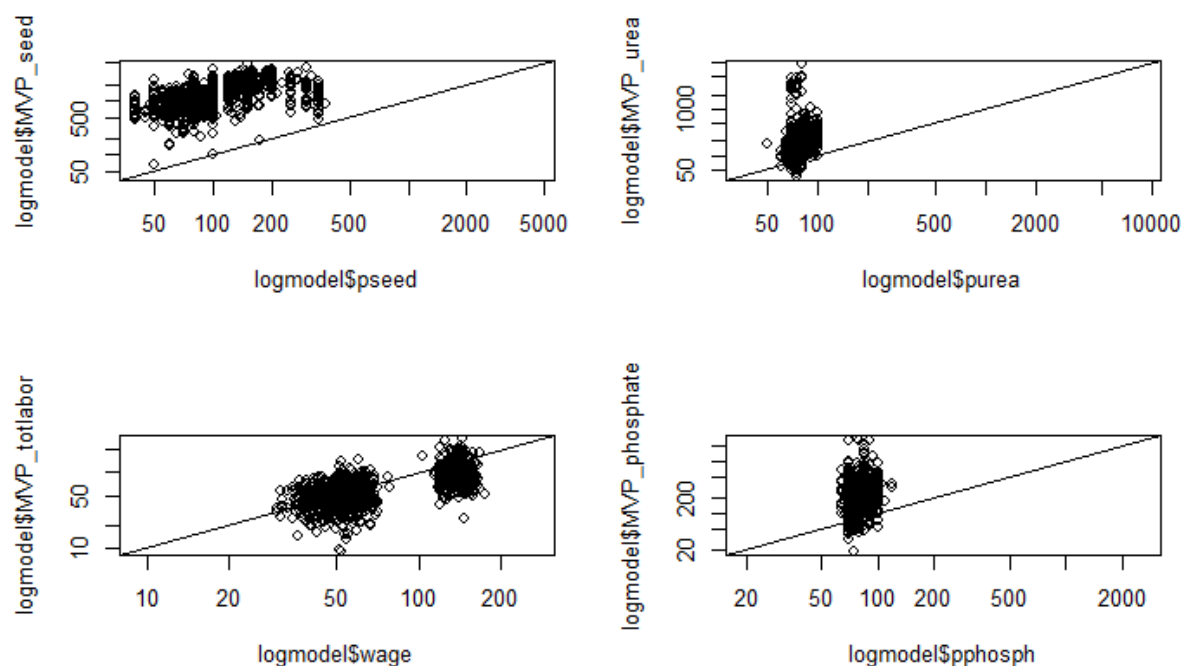 logmodel$MVP_seed
500
50
50 100 200 500 2000 5000
logmodel$pseed
logmodel$MVP_urea
1000
50
50 100 500 2000 10000
logmodel$purea
logmodel$MVP_totlabor
50
10
10 20 50 100 200
logmodel$wage
logmodel$MVP_phosphate
200
20
20 50 100 200 500 2000
logmodel$pphosph